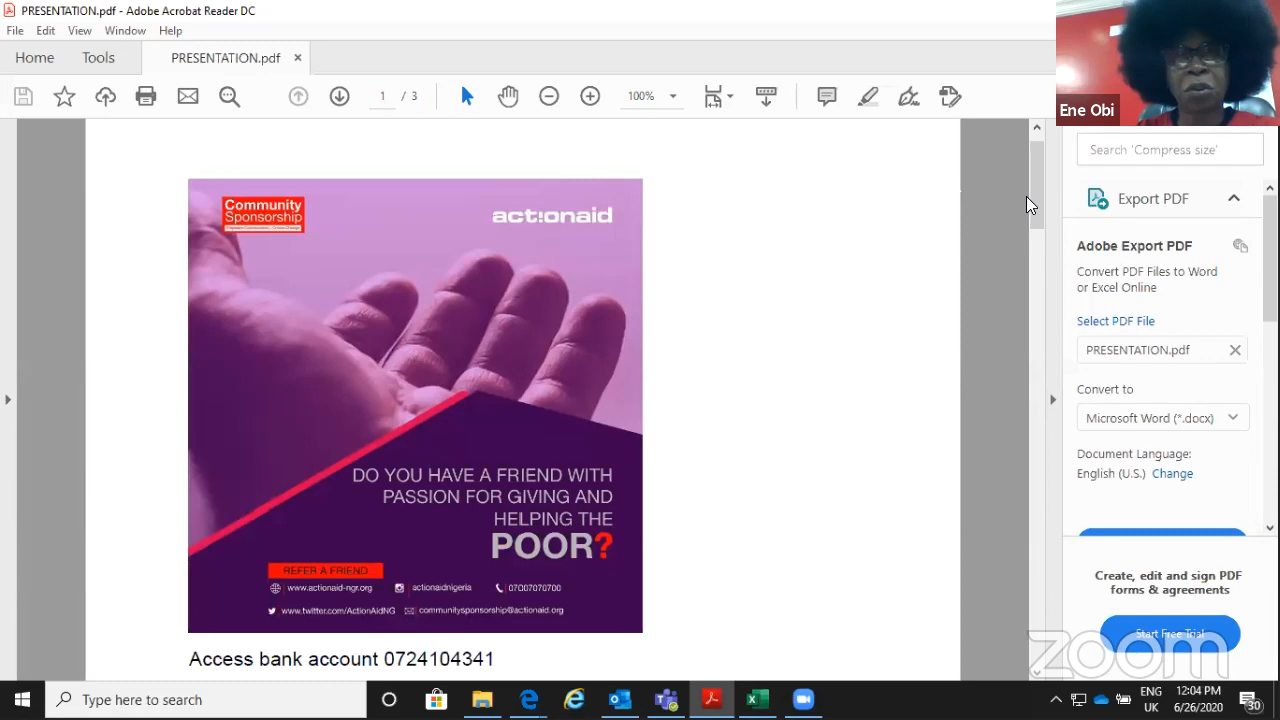 PRESENTATION.pdf - Adobe Acrobat Reader DC
File Edit View Window Help
Home Tools PRESENTATION.pdf ×
1 / 3 100%
Ene Obi
Search 'Compress size'
Export PDF
Adobe Export PDF
Convert PDF Files to Word
or Excel Online
Select PDF File
PRESENTATION.pdf
Convert to
Microsoft Word (*.docx)
Document Language:
English (U.S.) Change
Create, edit and sign PDF
forms & agreements
Start Free Trial
zoom
Community
Sponsorship
act!onaid
DO YOU HAVE A FRIEND WITH
PASSION FOR GIVING AND
HELPING THE
POOR?
REFER A FRIEND
www.actionaid-ngr.org actionaidnigeria 07007070700
www.twitter.com/ActionAidNG communitysponsorship@actionaid.org
Access bank account 0724104341
Type here to search
ENG 12:04 PM
UK 6/26/2020 30